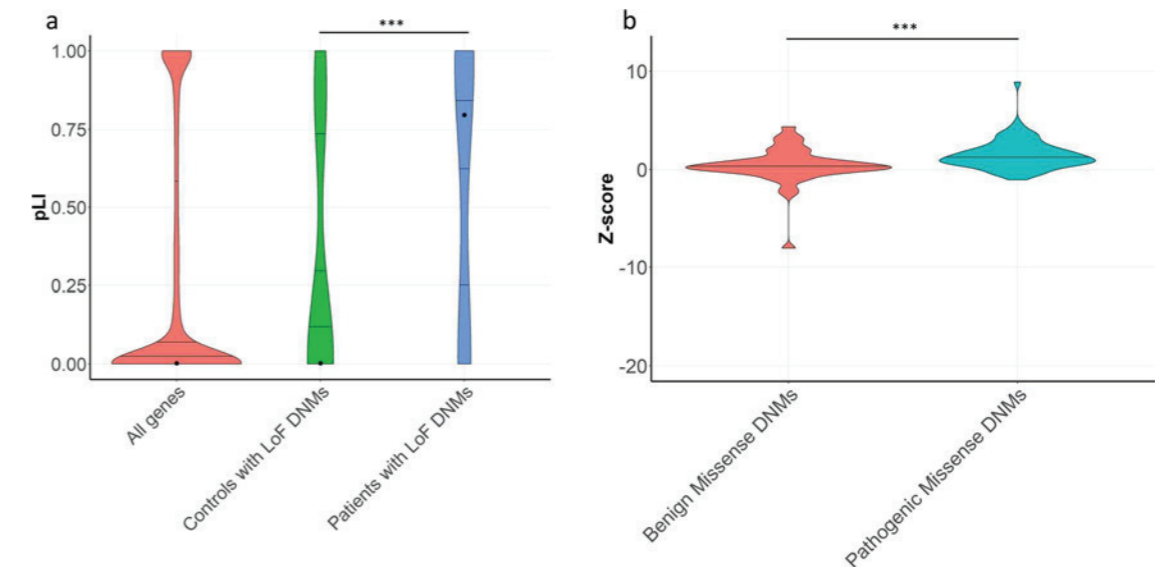 a
***
pLI
1.00
0.75
0.50
0.25
0.00
All genes
Controls with LoF DNMs
Patients with LoF DNMs
b
***
Z-score
10
0
-10
-20
Benign Missense DNMs
Pathogenic Missense DNMs